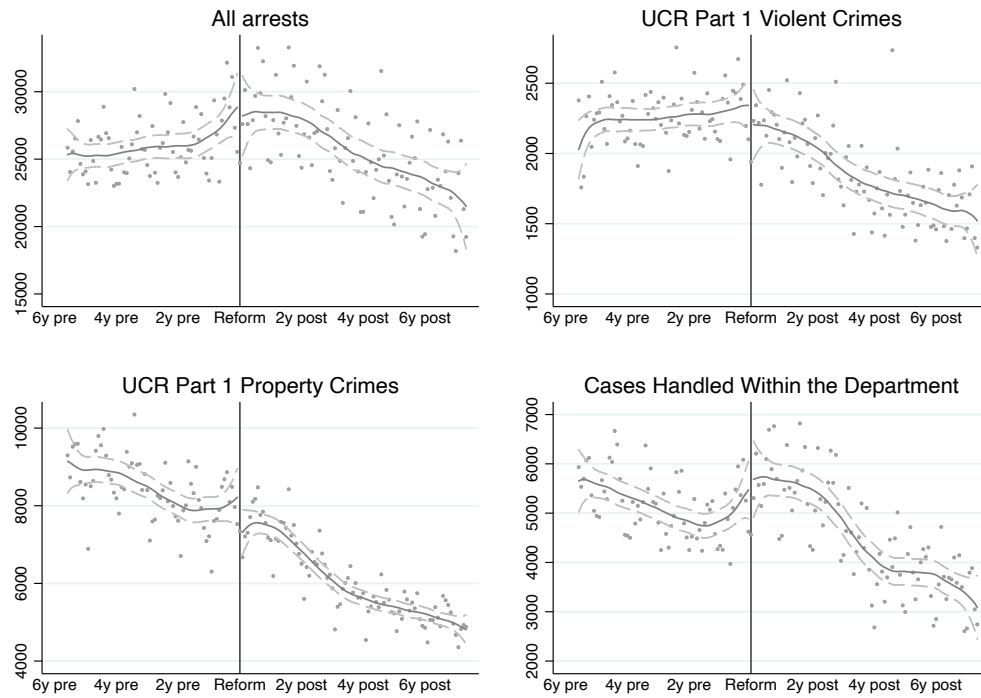 All arrests
30000
25000
20000
15000
6y pre 4y pre 2y pre Reform 2y post 4y post 6y post
UCR Part 1 Violent Crimes
2500
2000
1500
1000
6y pre 4y pre 2y pre Reform 2y post 4y post 6y post
UCR Part 1 Property Crimes
10000
8000
6000
4000
6y pre 4y pre 2y pre Reform 2y post 4y post 6y post
Cases Handled Within the Department
7000
6000
5000
4000
3000
2000
6y pre 4y pre 2y pre Reform 2y post 4y post 6y post